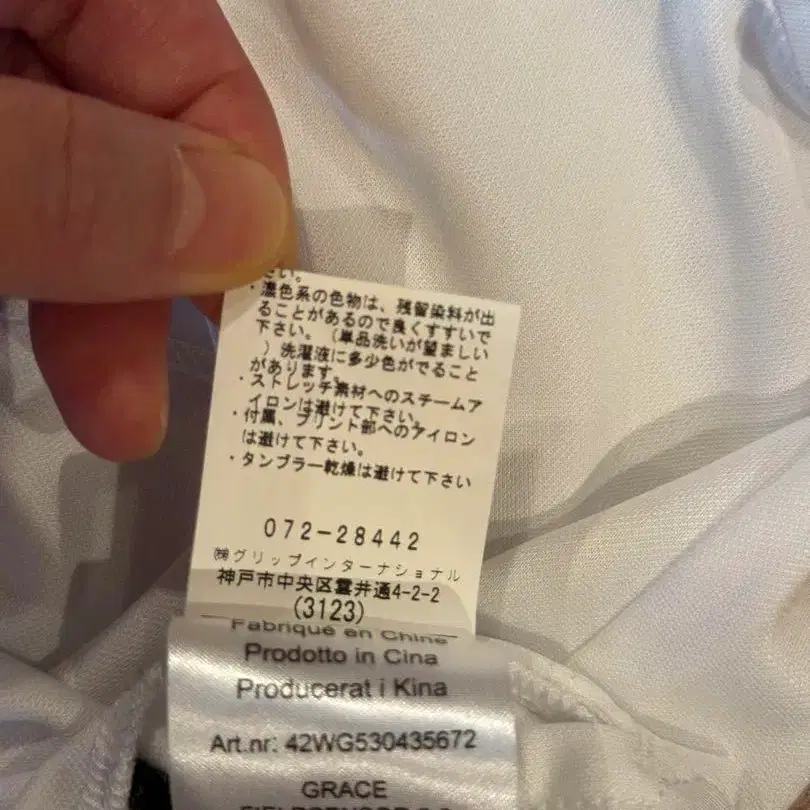 さい。
・濃色系の色物は、残留染料が出
ることがあるので良くすすいで
下さい。（単品洗いが望ましい
）洗濯液に多少色がでること
があります。
・ストレッチ素材へのスチームア
イロンは避けて下さい。
・付属、プリント部へのアイロン
は避けて下さい。
・タンブラー乾燥は避けて下さい
072-28442
㈱グリップインターナショナル
神戸市中央区雲井通4-2-2
(3123)
Fabriqué en Chine
Prodotto in Cina
Producerat i Kina
Art.nr: 42WG530435672
GRACE